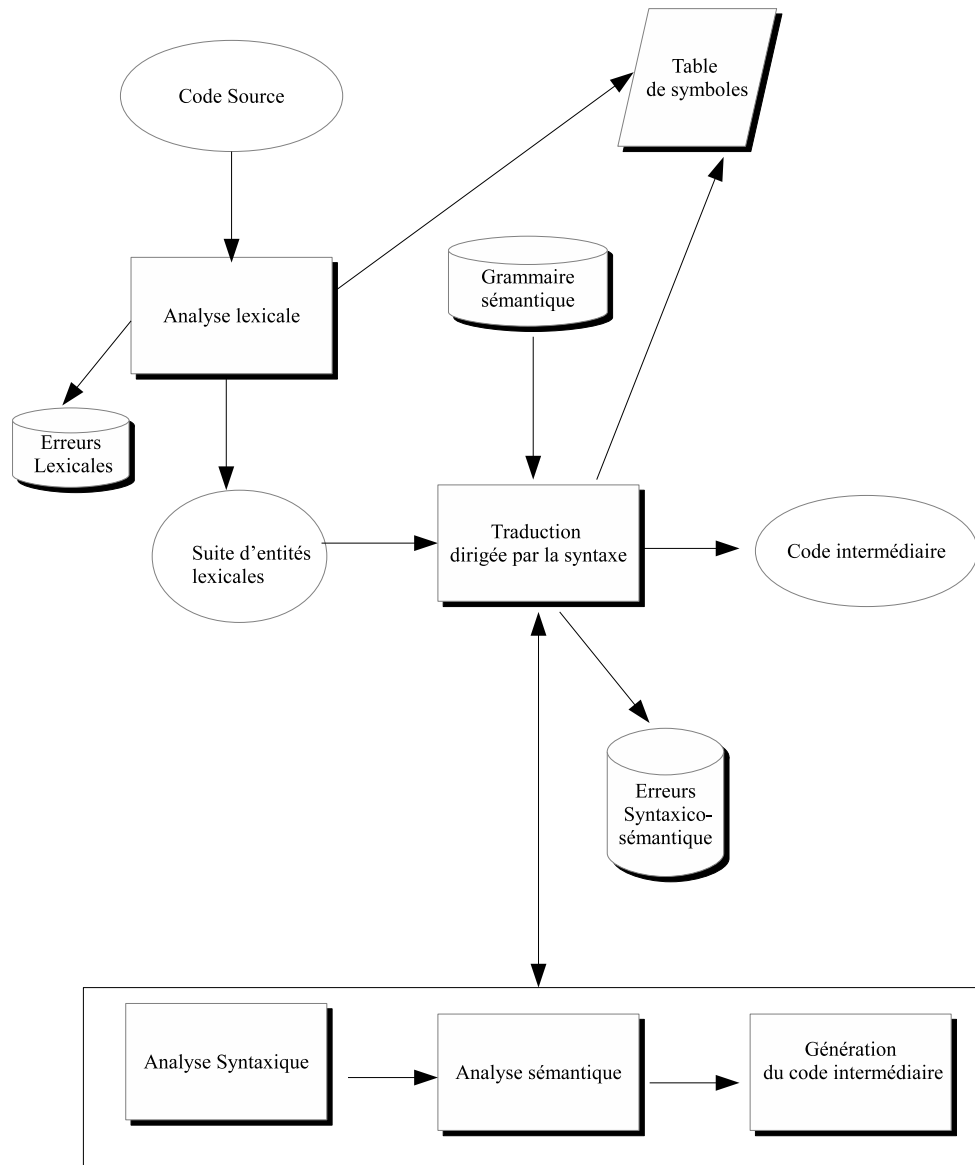 Table
de symboles
Code Source
Grammaire
sémantique
Analyse lexicale
Erreurs
Lexicales
Traduction
dirigée par la syntaxe
Suite d’entités
lexicales
Code intermédiaire
Erreurs
Syntaxico-
sémantique
Analyse Syntaxique
Analyse sémantique
Génération
du code intermédiaire